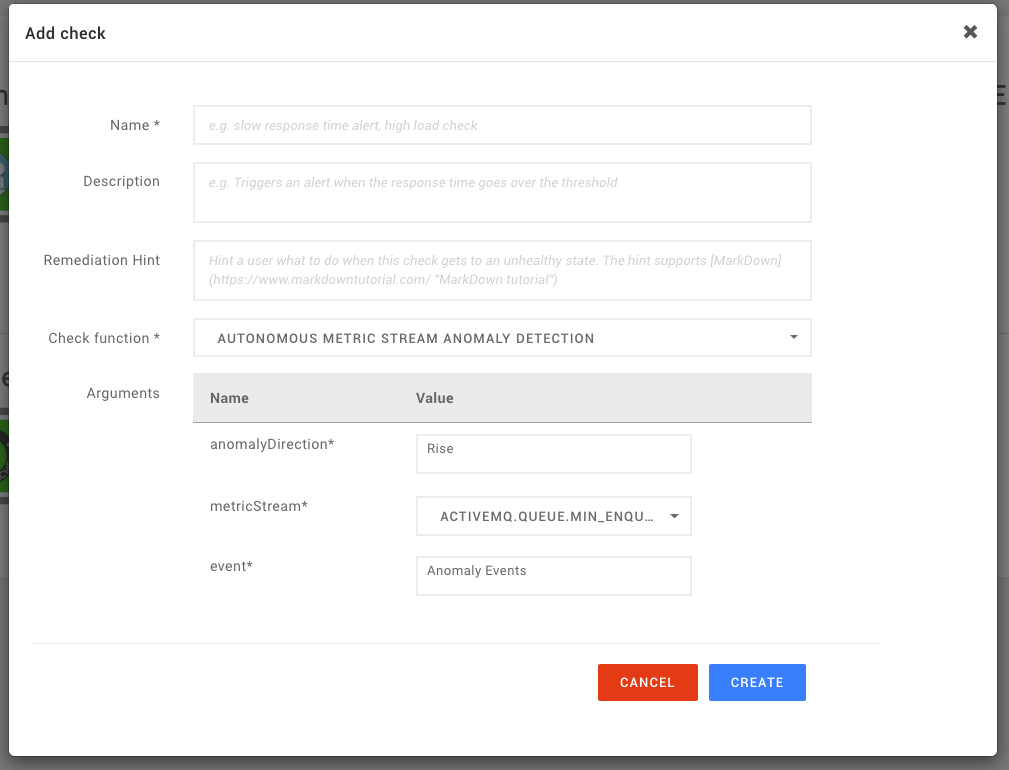 Add check
Name *
e.g. slow response time alert, high load check
Description
e.g. Triggers an alert when the response time goes over the threshold
Remediation Hint
Hint a user what to do when this check gets to an unhealthy state. The hint supports [MarkDown]
(https://www.markdowntutorial.com/ "MarkDown tutorial")
Check function *
AUTONOMOUS METRIC STREAM ANOMALY DETECTION
Arguments
Name Value
anomalyDirection* Rise
metricStream* ACTIVEMQ.QUEUE.MIN_ENQU...
event* Anomaly Events
CANCEL CREATE